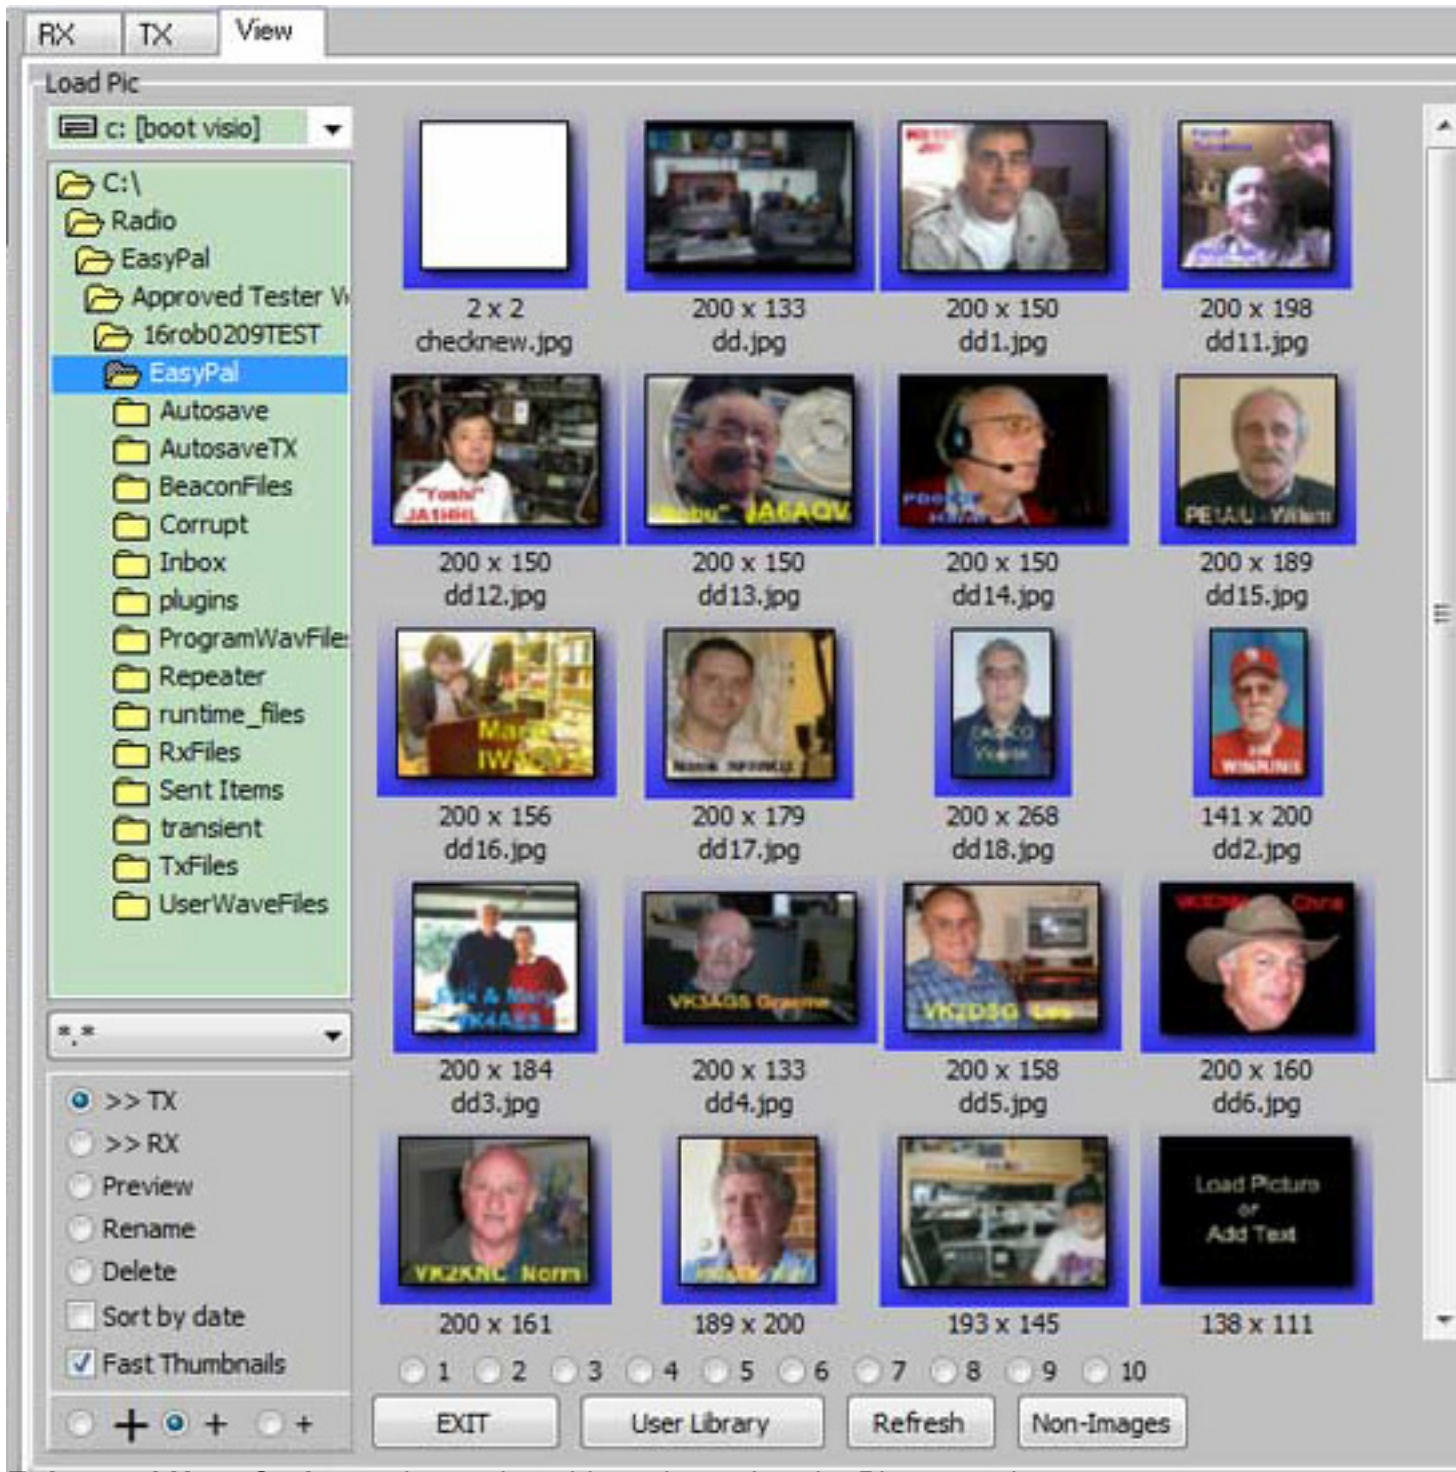 RX TX View
Load Pic
c: [boot visio]
C:\
Radio
EasyPal
Approved Tester
16rob0209TEST
EasyPal
Autosave
AutosaveTX
BeaconFiles
Corrupt
Inbox
plugins
ProgramWavFiles
Repeater
runtime_files
RxFiles
Sent Items
transient
TxFiles
UserWaveFiles
*.*
>> TX
>> RX
Preview
Rename
Delete
Sort by date
Fast Thumbnails
+ + +
2 x 2 200 x 133 200 x 150 200 x 198
checknew.jpg dd.jpg dd1.jpg dd11.jpg
"Yoshi"
JA1HHL
JA6AQV
Willem
200 x 150 200 x 150 200 x 150 200 x 189
dd12.jpg dd13.jpg dd14.jpg dd15.jpg
200 x 156 200 x 179 200 x 268 141 x 200
dd16.jpg dd17.jpg dd18.jpg dd2.jpg
VK3AGS Graeme
VK2DSG Les
Chris
200 x 184 200 x 133 200 x 158 200 x 160
dd3.jpg dd4.jpg dd5.jpg dd6.jpg
VK2KNC Norm
Load Picture
or
Add Text
200 x 161 189 x 200 193 x 145 138 x 111
1 2 3 4 5 6 7 8 9 10
EXIT User Library Refresh Non-Images